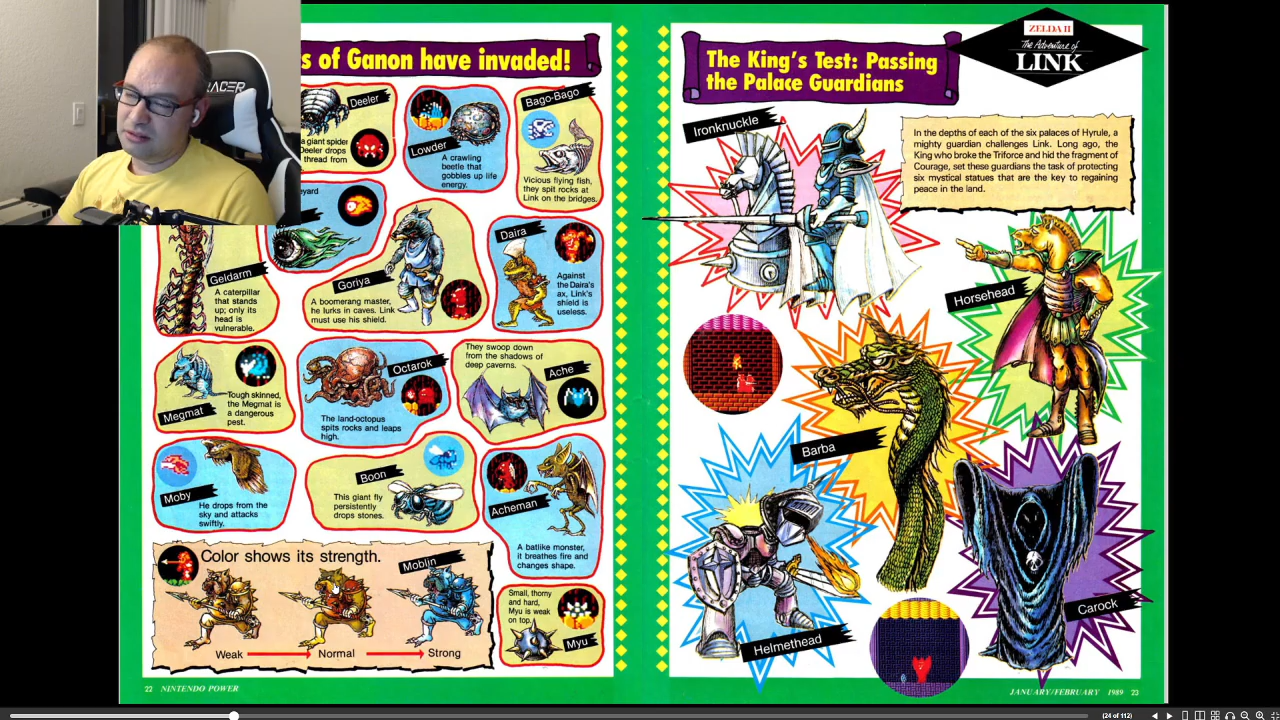 s of Ganon have invaded!
Deeler
a giant spider
Deeler drops
thread from
Lowder
A crawling
beetle that
gobbles up life
energy.
Bago-Bago
Vicious flying fish,
they spit rocks at
Link on the bridges.
Geldarm
A caterpillar
that stands
up; only its
head is
vulnerable.
Goriya
A boomerang master,
he lurks in caves. Link
must use his shield.
Daira
Against
the Daira's
ax, Link's
shield is
useless.
Megmat
Tough skinned,
the Megmat is
a dangerous
pest.
Octarok
The land-octopus
spits rocks and leaps
high.
They swoop down
from the shadows of
deep caverns.
Ache
Moby
He drops from the
sky and attacks
swiftly.
Boon
This giant fly
persistently
drops stones.
Acheman
A batlike monster,
it breathes fire and
changes shape.
Color shows its strength.
Moblin
Weak
Normal
Strong
Small, thorny
and hard,
Myu is weak
on top.
Myu
22 NINTENDO POWER
The King's Test: Passing
the Palace Guardians
ZELDA II
The Adventure of
LINK
In the depths of each of the six palaces of Hyrule, a
mighty guardian challenges Link. Long ago, the
King who broke the Triforce and hid the fragment of
Courage, set these guardians the task of protecting
six mystical statues that are the key to regaining
peace in the land.
Ironknuckle
Horsehead
Barba
Helmethead
Carock
JANUARY/FEBRUARY 1989 23
(24 of 112)